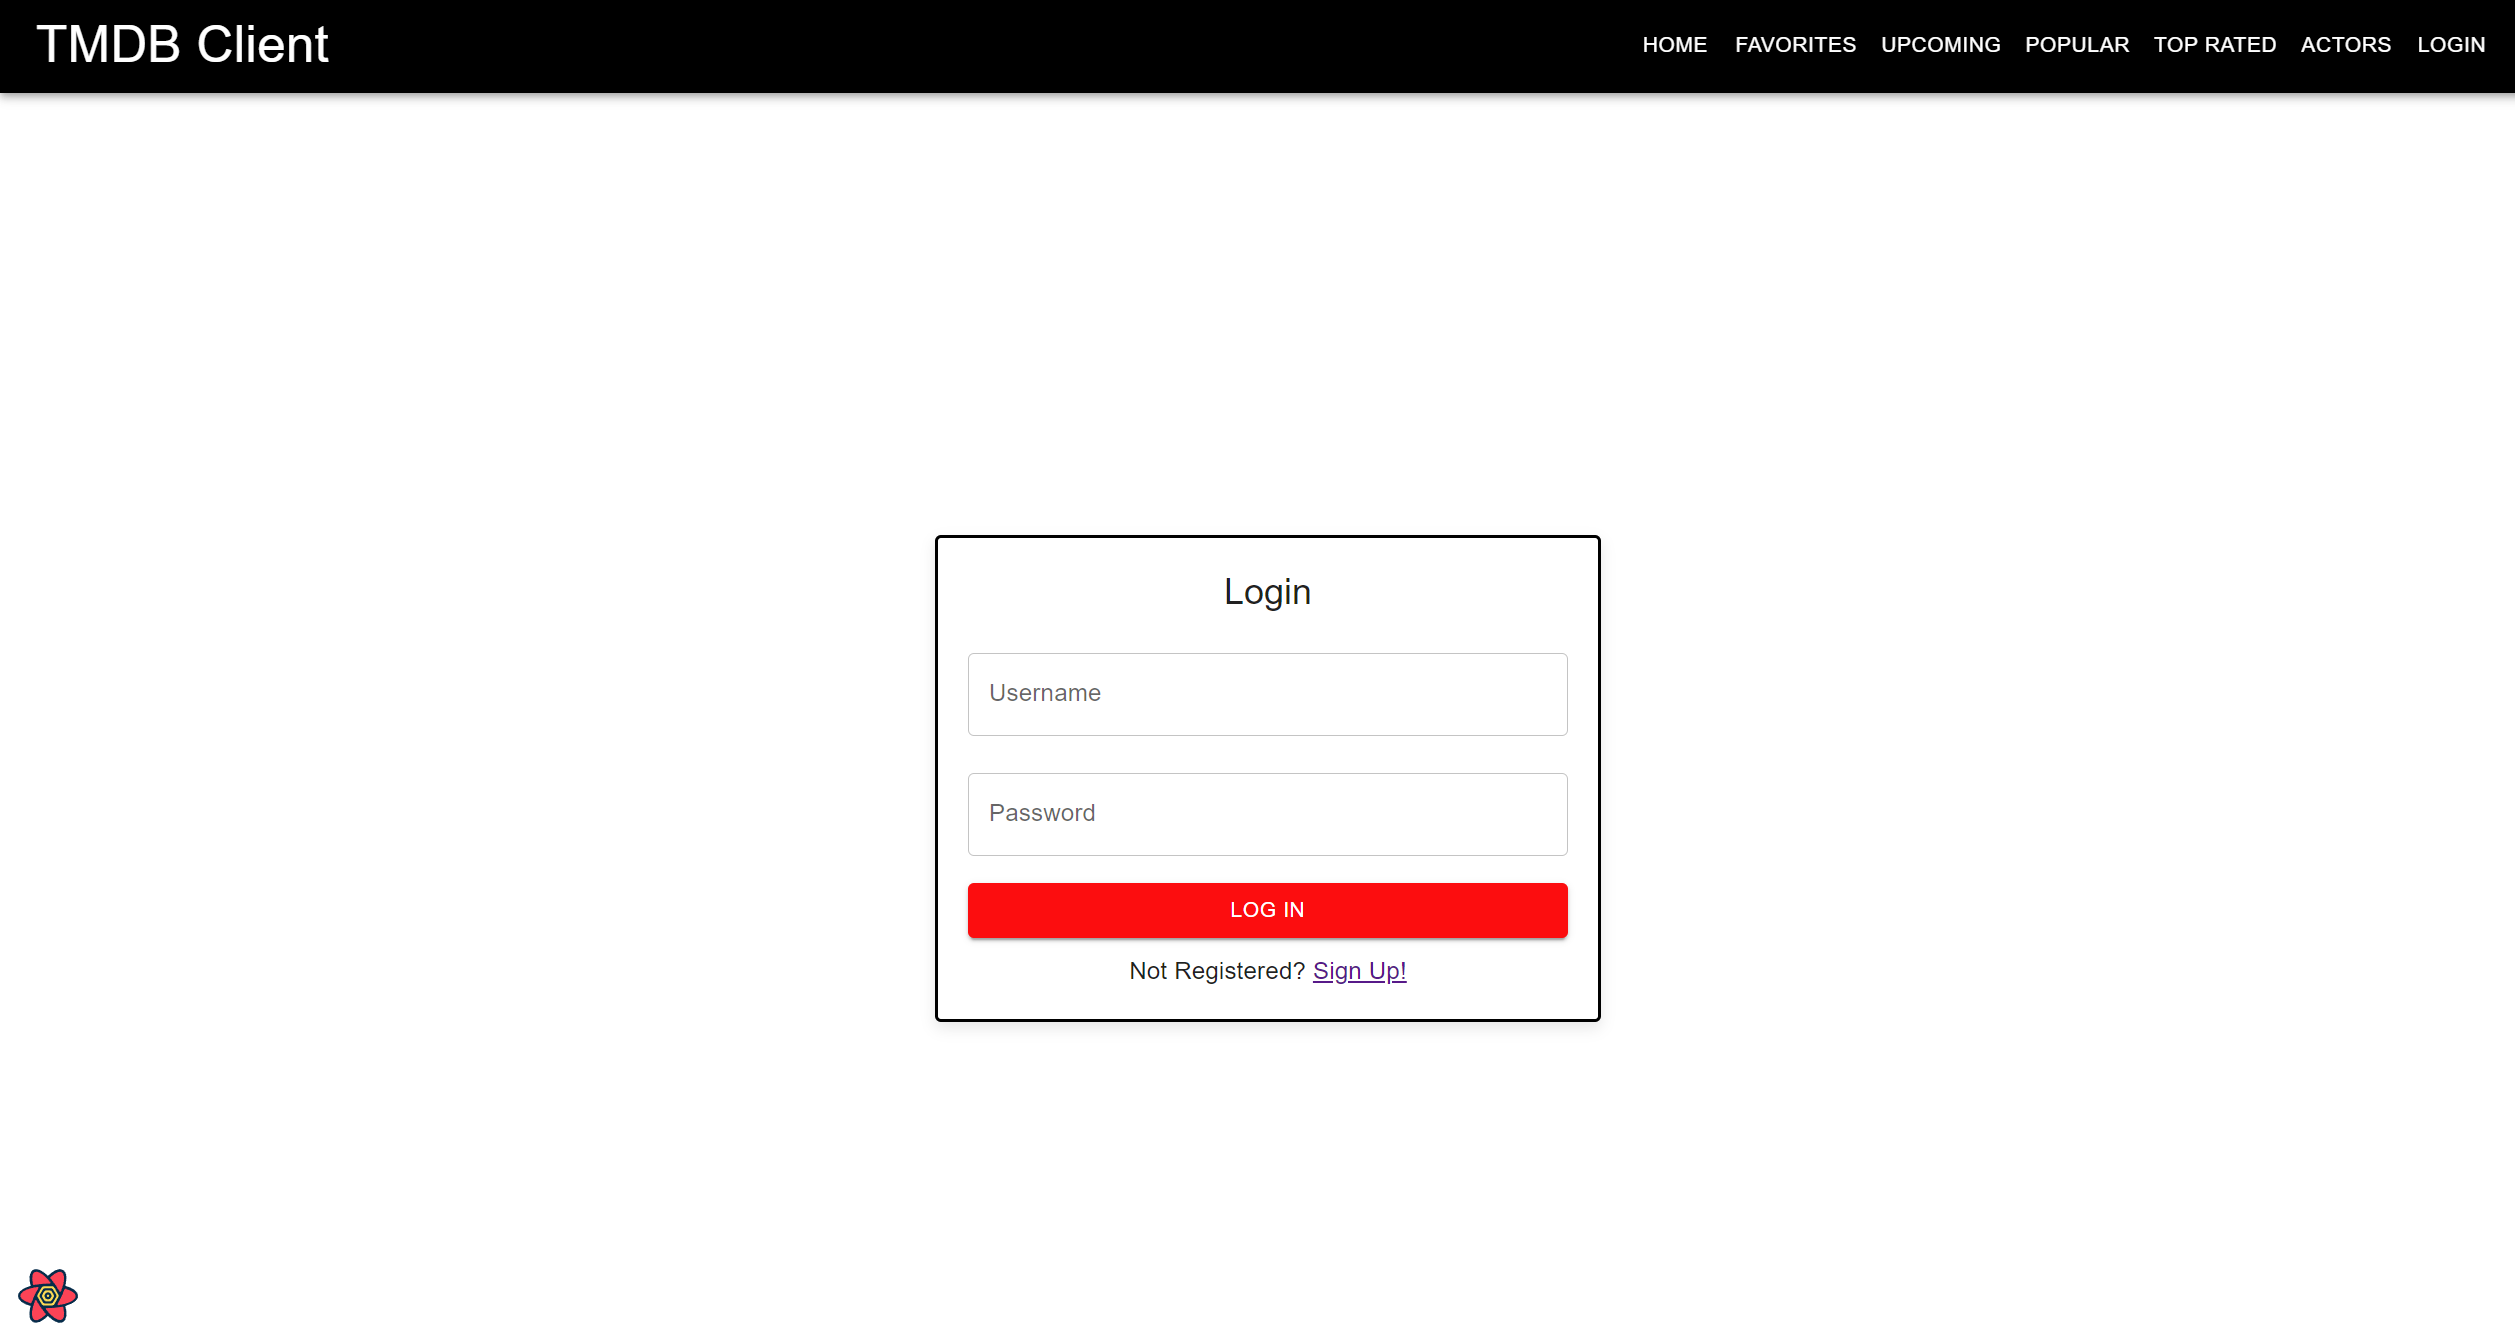 TMDB Client HOME FAVORITES UPCOMING POPULAR TOP RATED ACTORS LOGIN
Login
Username
Password
LOG IN
Not Registered? Sign Up!